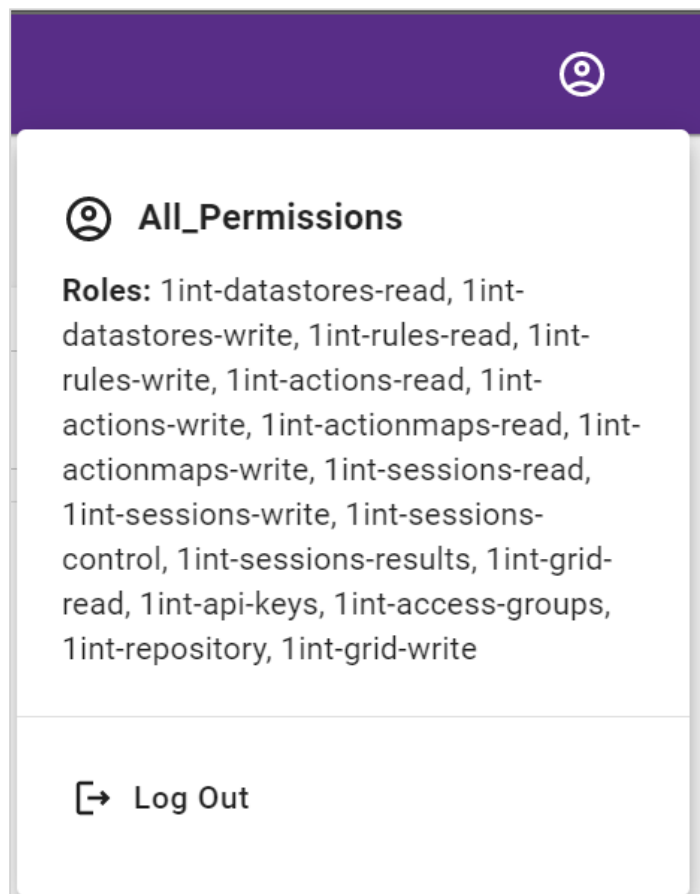 All_Permissions
Roles: 1int-datastores-read, 1int-
datastores-write, 1int-rules-read, 1int-
rules-write, 1int-actions-read, 1int-
actions-write, 1int-actionmaps-read, 1int-
actionmaps-write, 1int-sessions-read,
1int-sessions-write, 1int-sessions-
control, 1int-sessions-results, 1int-grid-
read, 1int-api-keys, 1int-access-groups,
1int-repository, 1int-grid-write
Log Out